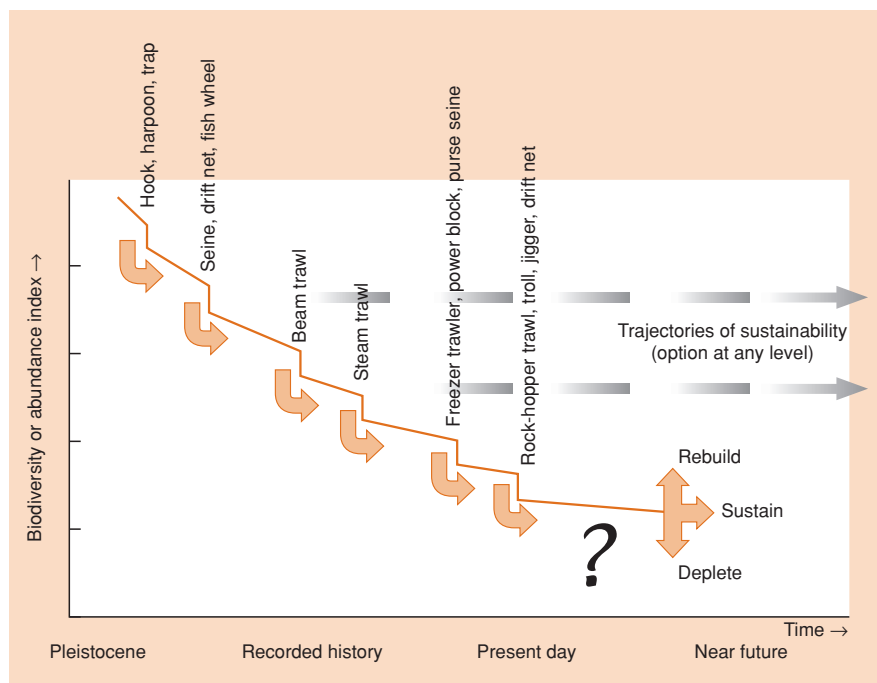 Hook, harpoon, trap
Seine, drift net, fish wheel
Beam trawl
Steam trawl
Freezer trawler, power block, purse seine
Rock-hopper trawl, troll, jigger, drift net
Biodiversity or abundance index →
Trajectories of sustainability
(option at any level)
Rebuild
Sustain
Deplete
?
Time →
Pleistocene
Recorded history
Present day
Near future